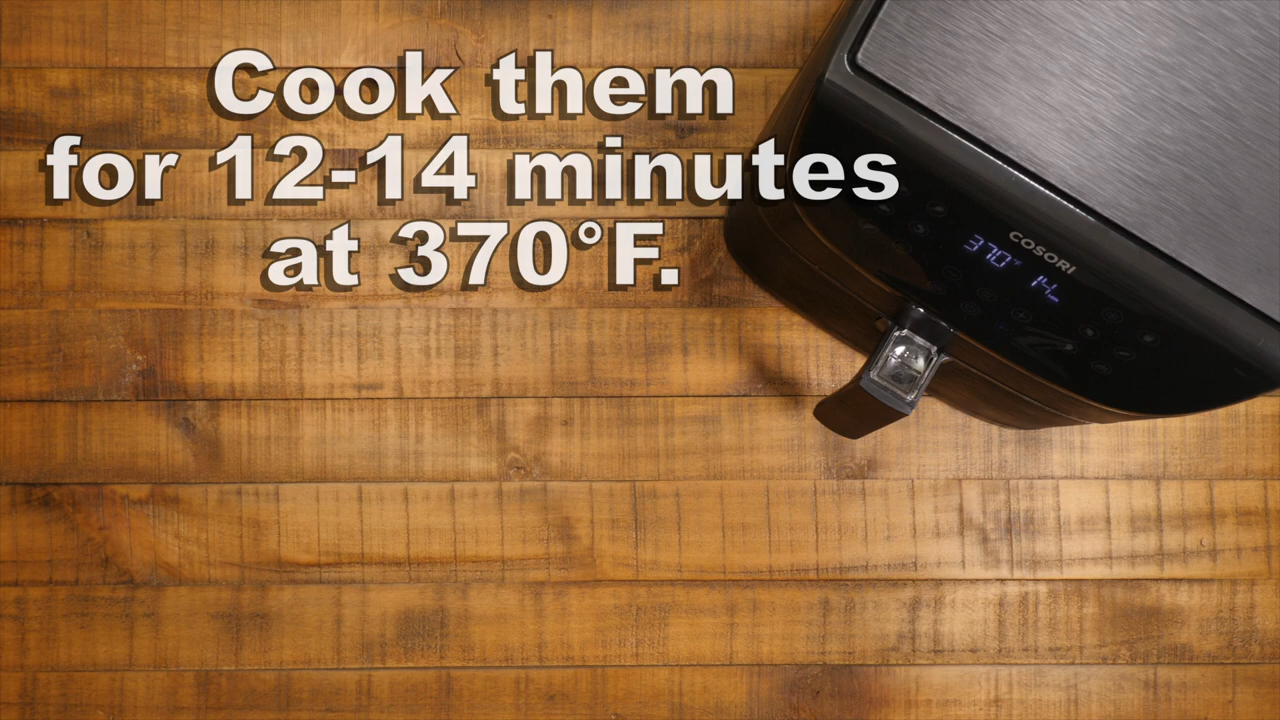 Cook them
for 12-14 minutes
at 370°F.
COSORI
370°F 14